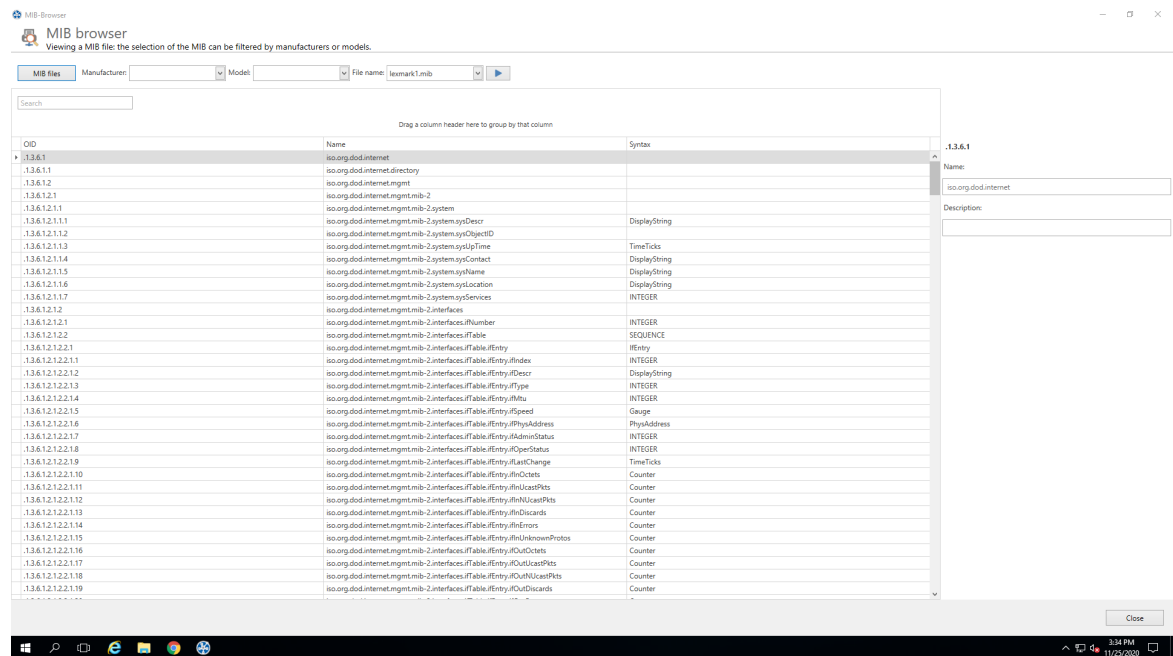 MIB-Browser
MIB browser
Viewing a MIB file: the selection of the MIB can be filtered by manufacturers or models.
MIB files Manufacturer: Model: File name: lexmark1.mib
Search
Drag a column header here to group by that column
OID Name Syntax
.1.3.6.1 iso.org.dod.internet
.1.3.6.1.1 iso.org.dod.internet.directory
.1.3.6.1.2 iso.org.dod.internet.mgmt
.1.3.6.1.2.1 iso.org.dod.internet.mgmt.mib-2
.1.3.6.1.2.1.1 iso.org.dod.internet.mgmt.mib-2.system
.1.3.6.1.2.1.1.1 iso.org.dod.internet.mgmt.mib-2.system.sysDescr DisplayString
.1.3.6.1.2.1.1.2 iso.org.dod.internet.mgmt.mib-2.system.sysObjectID
.1.3.6.1.2.1.1.3 iso.org.dod.internet.mgmt.mib-2.system.sysUpTime TimeTicks
.1.3.6.1.2.1.1.4 iso.org.dod.internet.mgmt.mib-2.system.sysContact DisplayString
.1.3.6.1.2.1.1.5 iso.org.dod.internet.mgmt.mib-2.system.sysName DisplayString
.1.3.6.1.2.1.1.6 iso.org.dod.internet.mgmt.mib-2.system.sysLocation DisplayString
.1.3.6.1.2.1.1.7 iso.org.dod.internet.mgmt.mib-2.system.sysServices INTEGER
.1.3.6.1.2.1.2 iso.org.dod.internet.mgmt.mib-2.interfaces
.1.3.6.1.2.1.2.1 iso.org.dod.internet.mgmt.mib-2.interfaces.ifNumber INTEGER
.1.3.6.1.2.1.2.2 iso.org.dod.internet.mgmt.mib-2.interfaces.ifTable SEQUENCE
.1.3.6.1.2.1.2.2.1 iso.org.dod.internet.mgmt.mib-2.interfaces.ifTable.ifEntry IfEntry
.1.3.6.1.2.1.2.2.1.1 iso.org.dod.internet.mgmt.mib-2.interfaces.ifTable.ifEntry.ifIndex INTEGER
.1.3.6.1.2.1.2.2.1.2 iso.org.dod.internet.mgmt.mib-2.interfaces.ifTable.ifEntry.ifDescr DisplayString
.1.3.6.1.2.1.2.2.1.3 iso.org.dod.internet.mgmt.mib-2.interfaces.ifTable.ifEntry.ifType INTEGER
.1.3.6.1.2.1.2.2.1.4 iso.org.dod.internet.mgmt.mib-2.interfaces.ifTable.ifEntry.ifMtu INTEGER
.1.3.6.1.2.1.2.2.1.5 iso.org.dod.internet.mgmt.mib-2.interfaces.ifTable.ifEntry.ifSpeed Gauge
.1.3.6.1.2.1.2.2.1.6 iso.org.dod.internet.mgmt.mib-2.interfaces.ifTable.ifEntry.ifPhysAddress PhysAddress
.1.3.6.1.2.1.2.2.1.7 iso.org.dod.internet.mgmt.mib-2.interfaces.ifTable.ifEntry.ifAdminStatus INTEGER
.1.3.6.1.2.1.2.2.1.8 iso.org.dod.internet.mgmt.mib-2.interfaces.ifTable.ifEntry.ifOperStatus INTEGER
.1.3.6.1.2.1.2.2.1.9 iso.org.dod.internet.mgmt.mib-2.interfaces.ifTable.ifEntry.ifLastChange TimeTicks
.1.3.6.1.2.1.2.2.1.10 iso.org.dod.internet.mgmt.mib-2.interfaces.ifTable.ifEntry.ifInOctets Counter
.1.3.6.1.2.1.2.2.1.11 iso.org.dod.internet.mgmt.mib-2.interfaces.ifTable.ifEntry.ifInUcastPkts Counter
.1.3.6.1.2.1.2.2.1.12 iso.org.dod.internet.mgmt.mib-2.interfaces.ifTable.ifEntry.ifInNUcastPkts Counter
.1.3.6.1.2.1.2.2.1.13 iso.org.dod.internet.mgmt.mib-2.interfaces.ifTable.ifEntry.ifInDiscards Counter
.1.3.6.1.2.1.2.2.1.14 iso.org.dod.internet.mgmt.mib-2.interfaces.ifTable.ifEntry.ifInErrors Counter
.1.3.6.1.2.1.2.2.1.15 iso.org.dod.internet.mgmt.mib-2.interfaces.ifTable.ifEntry.ifInUnknownProtos Counter
.1.3.6.1.2.1.2.2.1.16 iso.org.dod.internet.mgmt.mib-2.interfaces.ifTable.ifEntry.ifOutOctets Counter
.1.3.6.1.2.1.2.2.1.17 iso.org.dod.internet.mgmt.mib-2.interfaces.ifTable.ifEntry.ifOutUcastPkts Counter
.1.3.6.1.2.1.2.2.1.18 iso.org.dod.internet.mgmt.mib-2.interfaces.ifTable.ifEntry.ifOutNUcastPkts Counter
.1.3.6.1.2.1.2.2.1.19 iso.org.dod.internet.mgmt.mib-2.interfaces.ifTable.ifEntry.ifOutDiscards Counter
.1.3.6.1
Name:
iso.org.dod.internet
Description:
Close
3:34 PM
11/25/2020